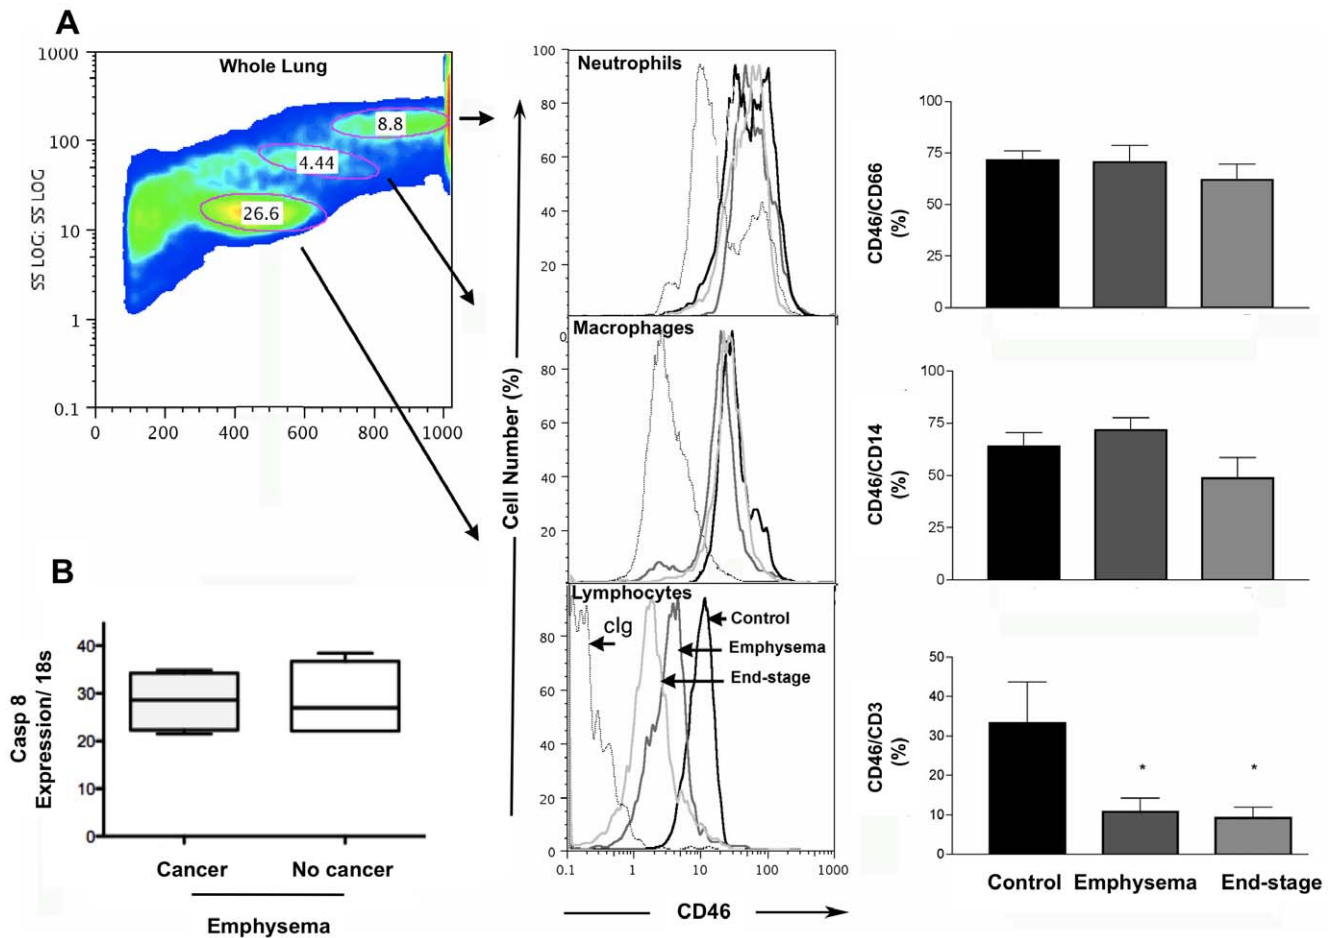 A
Whole Lung
1000
100
10
1
0.1
SS LOG: SS LOG
8.8
4.44
26.6
0 200 400 600 800 1000
Cell Number (%)
Neutrophils
100
80
60
40
20
0
Macrophages
80
60
40
20
0
Lymphocytes
80
60
40
20
0
cIg
Control
Emphysema
End-stage
0.1 1 10 100 1000
CD46
CD46/CD66
(%)
100
75
50
25
0
CD46/CD14
(%)
100
75
50
25
0
CD46/CD3
(%)
50
40
30
20
10
0
* *
Control Emphysema End-stage
B
Casp 8
Expression/ 18s
40
30
20
10
0
Cancer No cancer
Emphysema